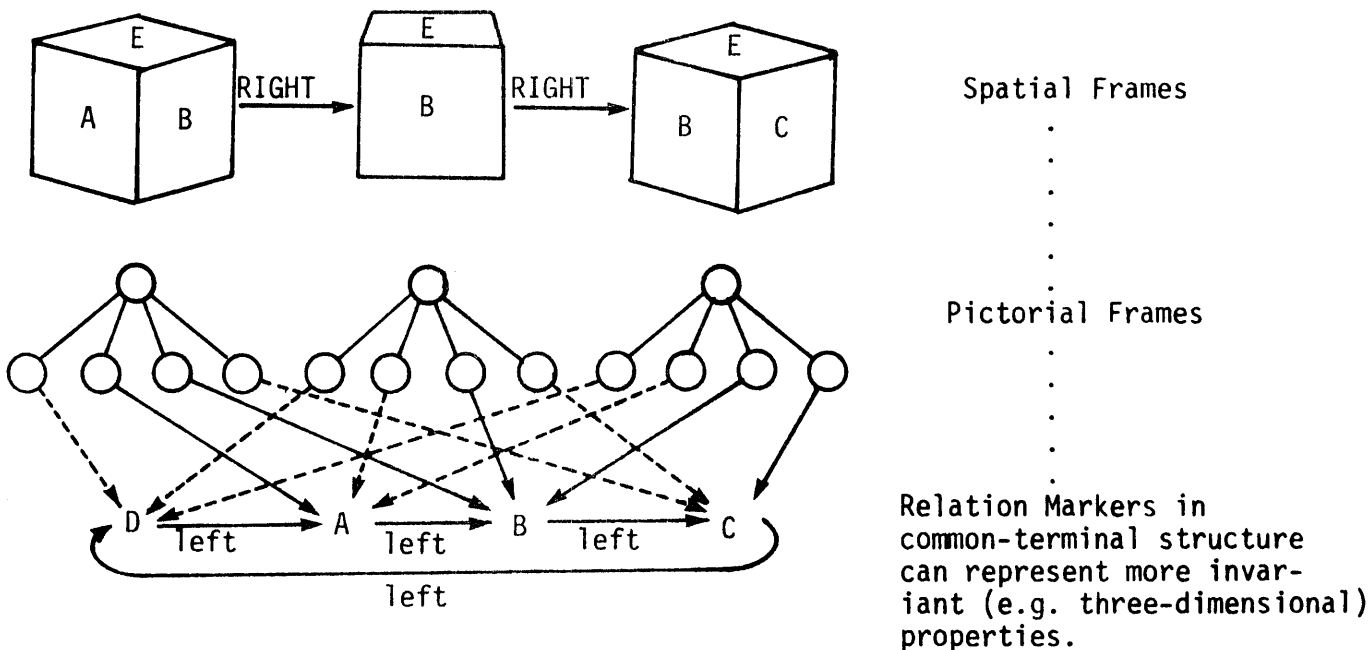 E
A
B
RIGHT
E
B
RIGHT
E
B
C
Spatial Frames
Pictorial Frames
D
left
A
left
B
left
C
left
Relation Markers in
common-terminal structure
can represent more invar-
iant (e.g. three-dimensional)
properties.